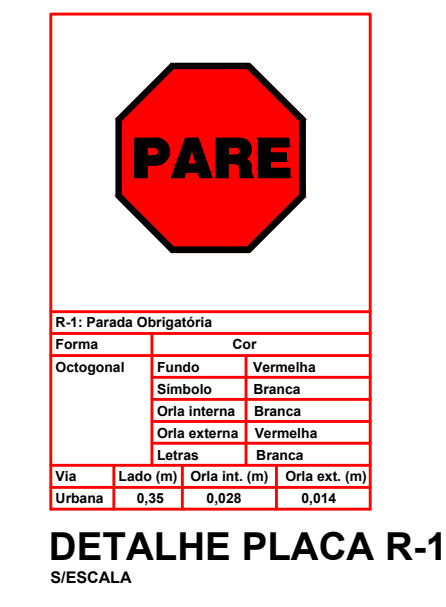 PARE
R-1: Parada Obrigatória
Forma Cor
Octogonal Fundo Vermelha
Símbolo Branca
Orla interna Branca
Orla externa Vermelha
Letras Branca
Via Lado (m) Orla int. (m) Orla ext. (m)
Urbana 0,35 0,028 0,014
DETALHE PLACA R-1
S/ESCALA